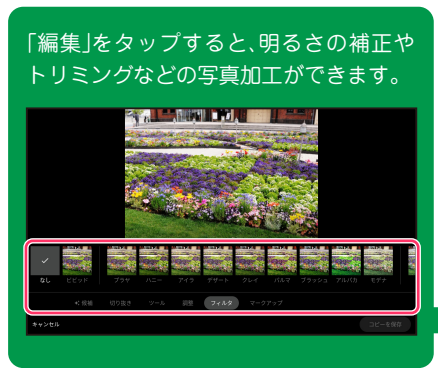 「編集」をタップすると、明るさの補正や
トリミングなどの写真加工ができます。
なし ビビッド プラヤ ハニー アイラ デザート クレイ パルマ ブラッシュ アルパカ モデナ
候補 切り抜き ツール 調整 フィルタ マークアップ
キャンセル コピーを保存